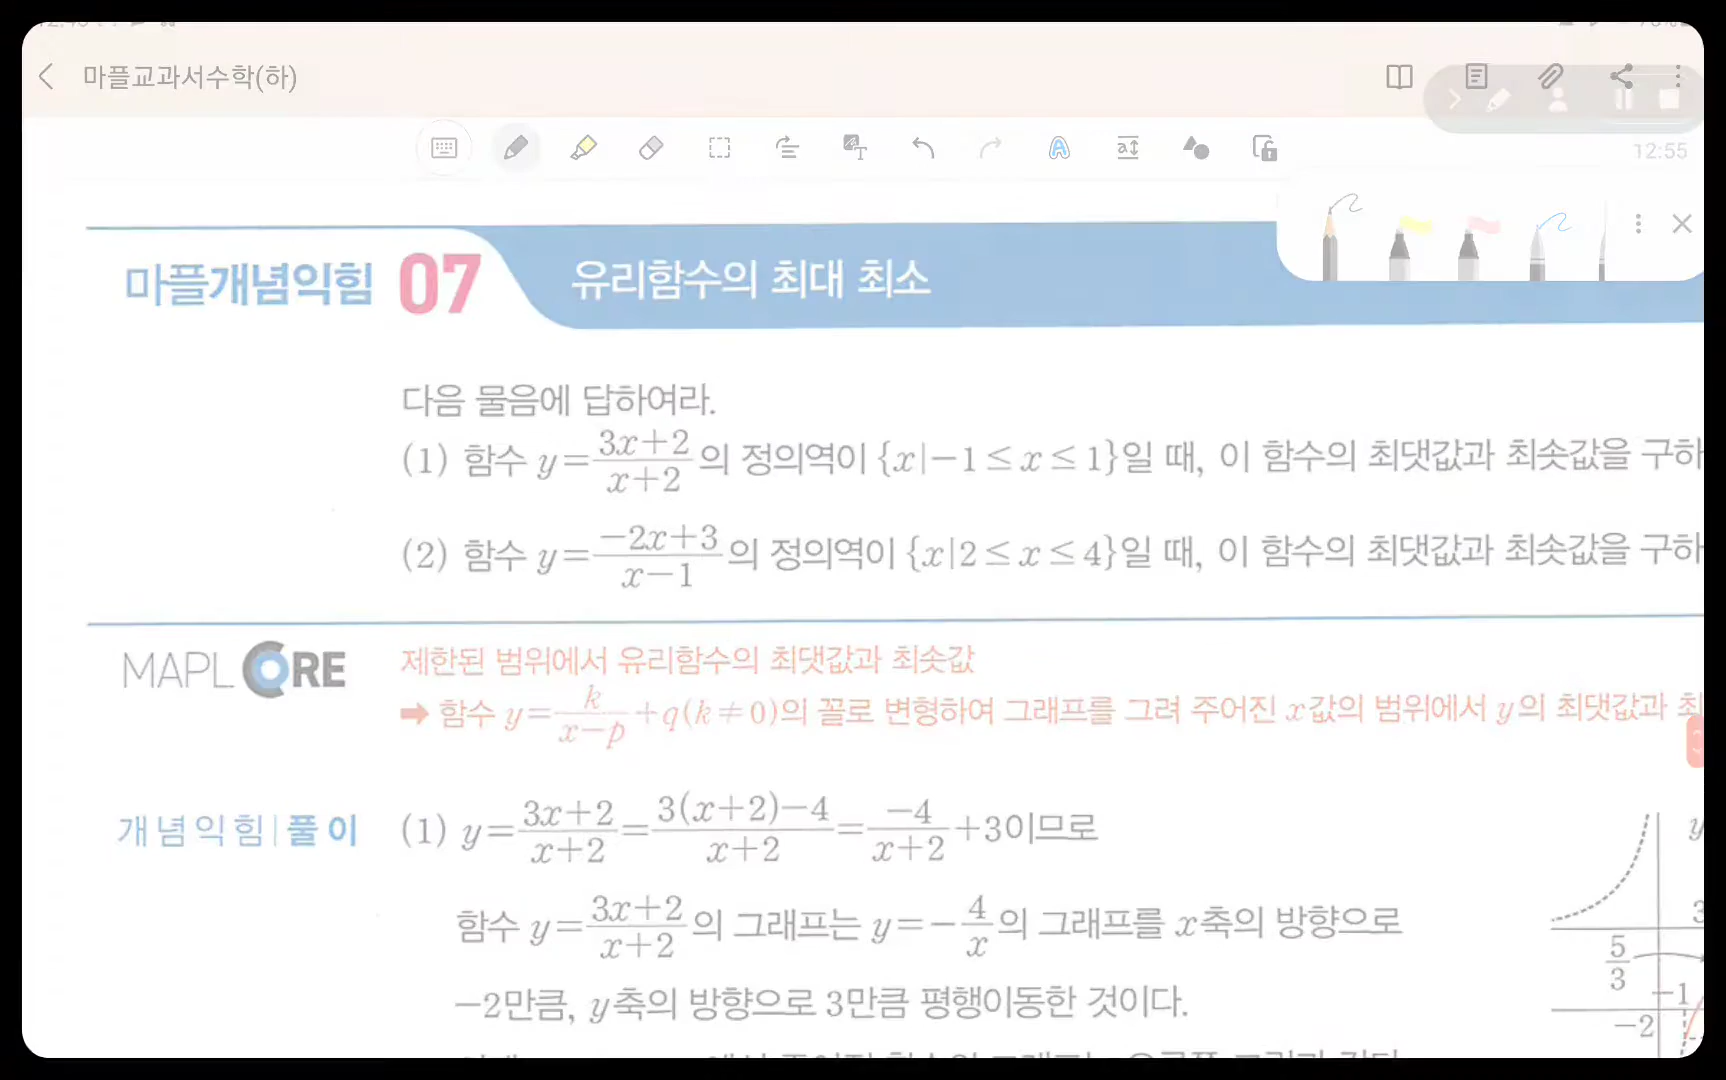 마플교과서수학(하)
12:55
마플개념익힘 07 유리함수의 최대 최소
다음 물음에 답하여라.
(1) 함수 y=\frac{3x+2}{x+2}의 정의역이 {x|-1≤x≤1}일 때, 이 함수의 최댓값과 최솟값을 구하
(2) 함수 y=\frac{-2x+3}{x-1}의 정의역이 {x|2≤x≤4}일 때, 이 함수의 최댓값과 최솟값을 구하
MAPL CORE 제한된 범위에서 유리함수의 최댓값과 최솟값
➡ 함수 y=\frac{k}{x-p}+q(k≠0)의 꼴로 변형하여 그래프를 그려 주어진 x값의 범위에서 y의 최댓값과 최
개념익힘|풀이 (1) y=\frac{3x+2}{x+2}=\frac{3(x+2)-4}{x+2}=\frac{-4}{x+2}+3이므로
함수 y=\frac{3x+2}{x+2}의 그래프는 y=-\frac{4}{x}의 그래프를 x축의 방향으로
-2만큼, y축의 방향으로 3만큼 평행이동한 것이다.
y
3
\frac{5}{3}
-1
-2